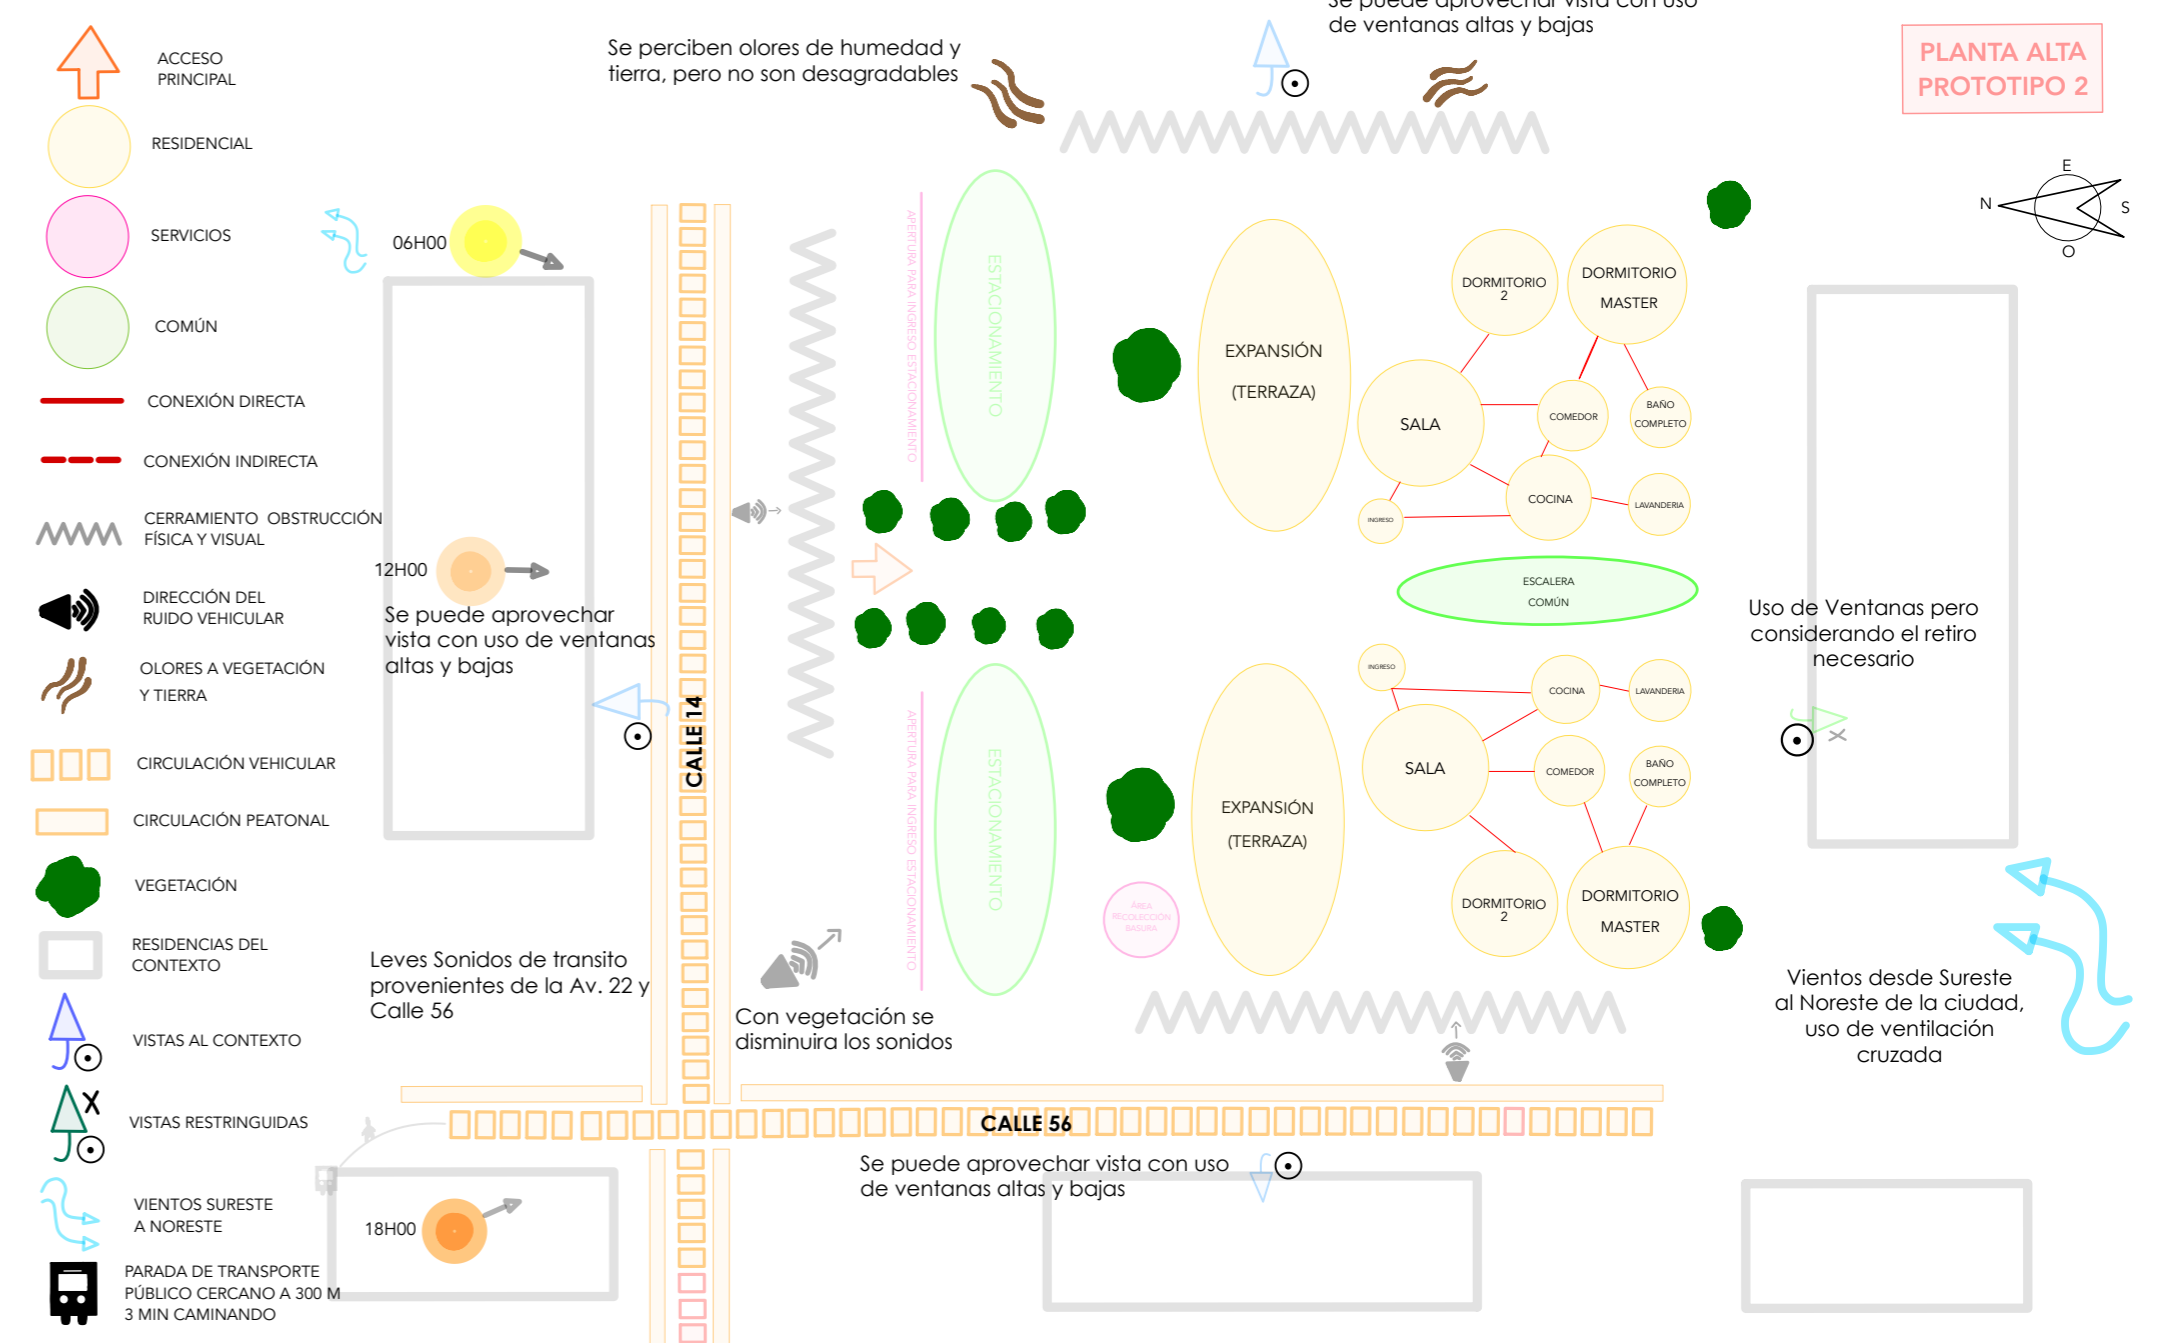 ACCESO
PRINCIPAL
RESIDENCIAL
SERVICIOS
COMÚN
CONEXIÓN DIRECTA
CONEXIÓN INDIRECTA
CERRAMIENTO OBSTRUCCIÓN
FÍSICA Y VISUAL
DIRECCIÓN DEL
RUIDO VEHICULAR
OLORES A VEGETACIÓN
Y TIERRA
CIRCULACIÓN VEHICULAR
CIRCULACIÓN PEATONAL
VEGETACIÓN
RESIDENCIAS DEL
CONTEXTO
VISTAS AL CONTEXTO
X
VISTAS RESTRINGUIDAS
VIENTOS SURESTE
A NORESTE
PARADA DE TRANSPORTE
PÚBLICO CERCANO A 300 M
3 MIN CAMINANDO
Se perciben olores de humedad y
tierra, pero no son desagradables
Se puede aprovechar vista con uso
de ventanas altas y bajas
PLANTA ALTA
PROTOTIPO 2
E
N
S
O
06H00
12H00
Se puede aprovechar
vista con uso de ventanas
altas y bajas
CALLE 14
APERTURA PARA INGRESO ESTACIONAMIENTO
ESTACIONAMIENTO
EXPANSIÓN
(TERRAZA)
DORMITORIO
2
DORMITORIO
MASTER
SALA
COMEDOR
BAÑO
COMPLETO
COCINA
LAVANDERIA
INGRESO
ESCALERA
COMÚN
Uso de Ventanas pero
considerando el retiro
necesario
X
INGRESO
COCINA
LAVANDERIA
SALA
COMEDOR
BAÑO
COMPLETO
EXPANSIÓN
(TERRAZA)
DORMITORIO
2
DORMITORIO
MASTER
APERTURA PARA INGRESO ESTACIONAMIENTO
ESTACIONAMIENTO
ÁREA
RECOLECCIÓN
BASURA
Leves Sonidos de transito
provenientes de la Av. 22 y
Calle 56
Con vegetación se
disminuira los sonidos
Vientos desde Sureste
al Noreste de la ciudad,
uso de ventilación
cruzada
CALLE 56
Se puede aprovechar vista con uso
de ventanas altas y bajas
18H00